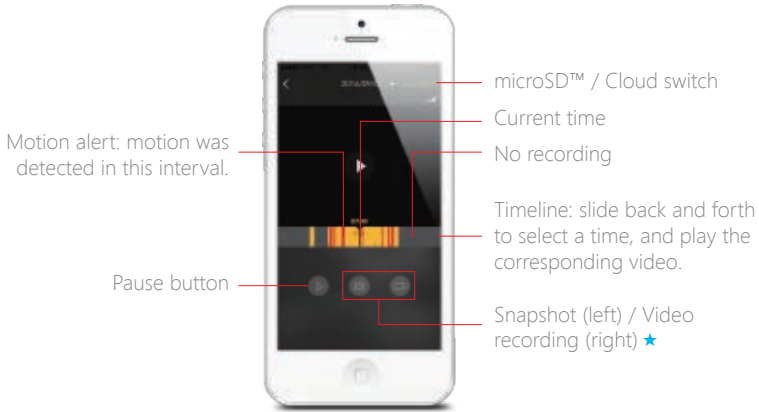 microSD™ / Cloud switch
Current time
Motion alert: motion was
detected in this interval.
No recording
Timeline: slide back and forth
to select a time, and play the
corresponding video.
Pause button
Snapshot (left) / Video
recording (right) ★